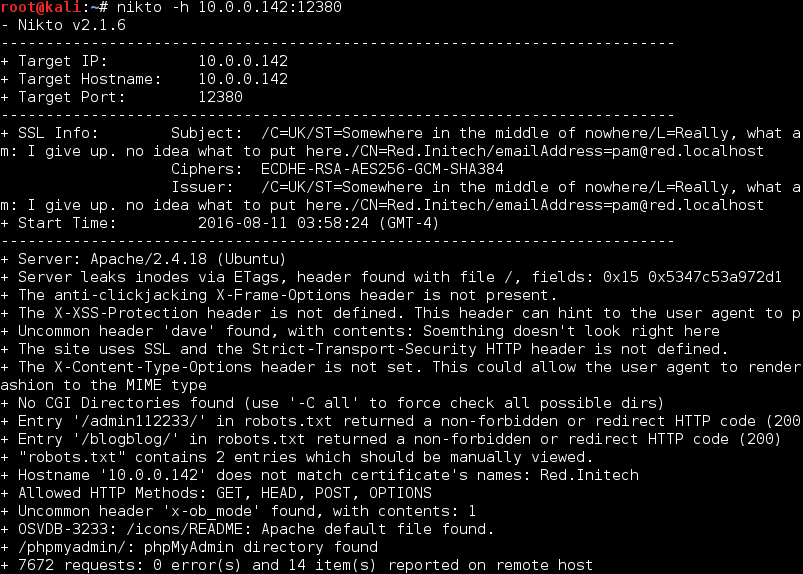 root@kali:~# nikto -h 10.0.0.142:12380
- Nikto v2.1.6
---------------------------------------------------------------------------
+ Target IP:          10.0.0.142
+ Target Hostname:    10.0.0.142
+ Target Port:        12380
---------------------------------------------------------------------------
+ SSL Info:        Subject:  /C=UK/ST=Somewhere in the middle of nowhere/L=Really, what a
m: I give up. no idea what to put here./CN=Red.Initech/emailAddress=pam@red.localhost
                   Ciphers:  ECDHE-RSA-AES256-GCM-SHA384
                   Issuer:   /C=UK/ST=Somewhere in the middle of nowhere/L=Really, what a
m: I give up. no idea what to put here./CN=Red.Initech/emailAddress=pam@red.localhost
+ Start Time:         2016-08-11 03:58:24 (GMT-4)
---------------------------------------------------------------------------
+ Server: Apache/2.4.18 (Ubuntu)
+ Server leaks inodes via ETags, header found with file /, fields: 0x15 0x5347c53a972d1
+ The anti-clickjacking X-Frame-Options header is not present.
+ The X-XSS-Protection header is not defined. This header can hint to the user agent to p
+ Uncommon header 'dave' found, with contents: Soemthing doesn't look right here
+ The site uses SSL and the Strict-Transport-Security HTTP header is not defined.
+ The X-Content-Type-Options header is not set. This could allow the user agent to render
ashion to the MIME type
+ No CGI Directories found (use '-C all' to force check all possible dirs)
+ Entry '/admin112233/' in robots.txt returned a non-forbidden or redirect HTTP code (200
+ Entry '/blogblog/' in robots.txt returned a non-forbidden or redirect HTTP code (200)
+ "robots.txt" contains 2 entries which should be manually viewed.
+ Hostname '10.0.0.142' does not match certificate's names: Red.Initech
+ Allowed HTTP Methods: GET, HEAD, POST, OPTIONS
+ Uncommon header 'x-ob_mode' found, with contents: 1
+ OSVDB-3233: /icons/README: Apache default file found.
+ /phpmyadmin/: phpMyAdmin directory found
+ 7672 requests: 0 error(s) and 14 item(s) reported on remote host